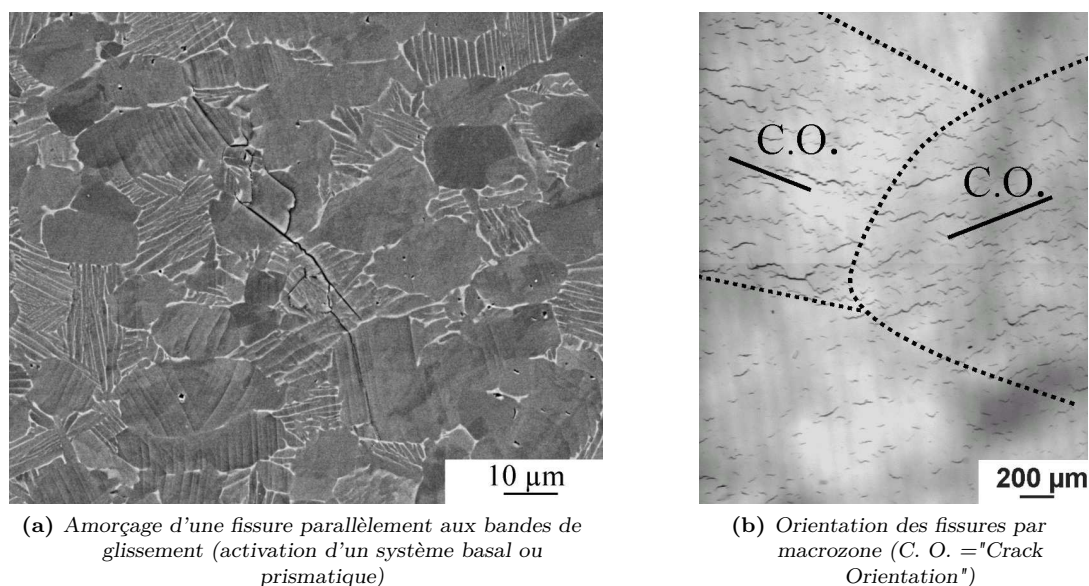 C.O.
C.O.
10 µm
200 µm
(a) Amorçage d'une fissure parallèlement aux bandes de
glissement (activation d'un système basal ou
prismatique)
(b) Orientation des fissures par
macrozone (C. O. ="Crack
Orientation")